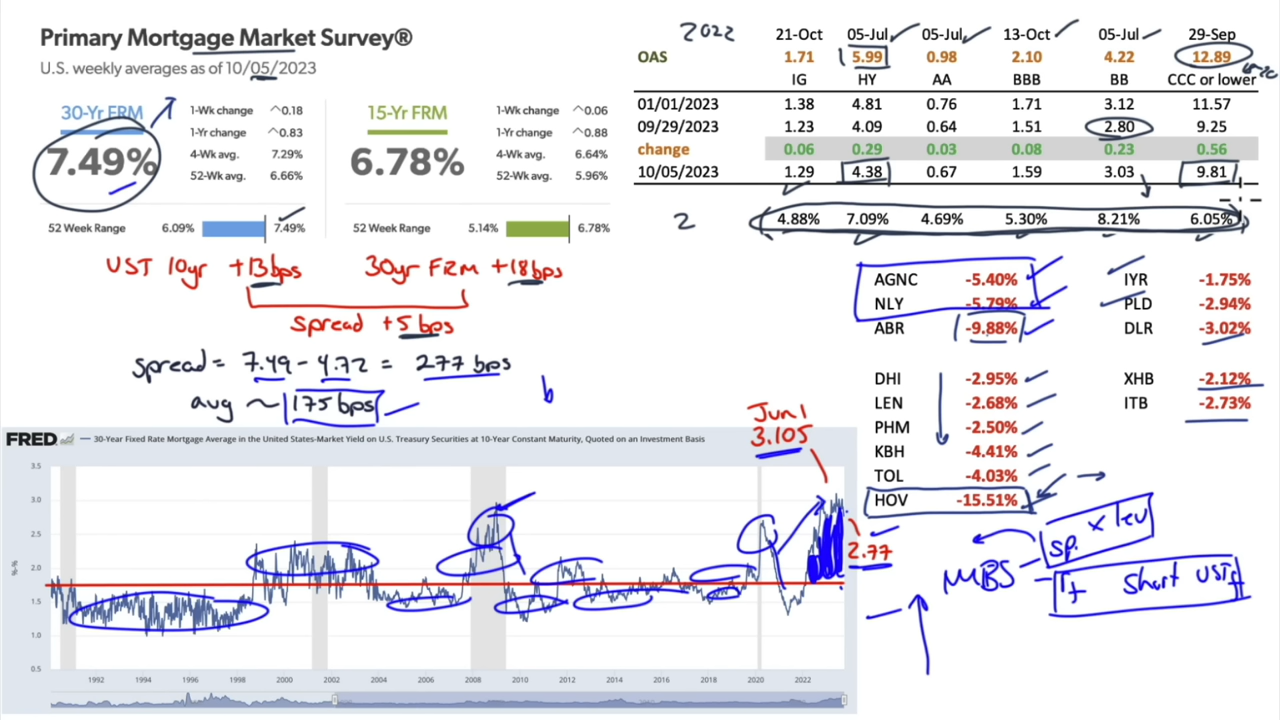 Primary Mortgage Market Survey®
U.S. weekly averages as of 10/05/2023
30-Yr FRM
7.49%
1-Wk change ^0.18
1-Yr change ^0.83
4-Wk avg. 7.29%
52-Wk avg. 6.66%
52 Week Range 6.09% 7.49%
15-Yr FRM
6.78%
1-Wk change ^0.06
1-Yr change ^0.88
4-Wk avg. 6.64%
52-Wk avg. 5.96%
52 Week Range 5.14% 6.78%
UST 10yr +13bps
30yr FRM +18bps
spread +5bps
spread = 7.49 - 4.72 = 277 bps
avg ~ 175 bps
b
2022 21-Oct 05-Jul 05-Jul 13-Oct 05-Jul 29-Sep
OAS 1.71 5.99 0.98 2.10 4.22 12.89
IG HY AA BBB BB CCC or lower
01/01/2023 1.38 4.81 0.76 1.71 3.12 11.57
09/29/2023 1.23 4.09 0.64 1.51 2.80 9.25
change 0.06 0.29 0.03 0.08 0.23 0.56
10/05/2023 1.29 4.38 0.67 1.59 3.03 9.81
2 4.88% 7.09% 4.69% 5.30% 8.21% 6.05%
AGNC -5.40%
NLY -5.79%
ABR -9.88%
DHI -2.95%
LEN -2.68%
PHM -2.50%
KBH -4.41%
TOL -4.03%
HOV -15.51%
IYR -1.75%
PLD -2.94%
DLR -3.02%
XHB -2.12%
ITB -2.73%
sp. x lev
MBS
Short UST
FRED
30-Year Fixed Rate Mortgage Average in the United States-Market Yield on U.S. Treasury Securities at 10-Year Constant Maturity, Quoted on an Investment Basis
Jun 1
3.105
2.77
%-%
3.5
3.0
2.5
2.0
1.5
1.0
0.5
1992 1994 1996 1998 2000 2002 2004 2006 2008 2010 2012 2014 2016 2018 2020 2022